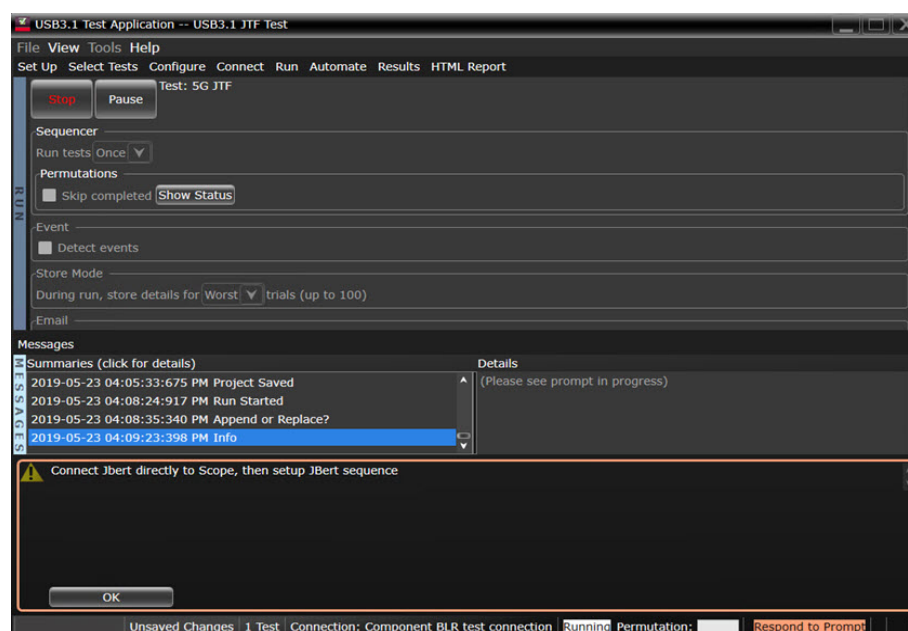 USB3.1 Test Application -- USB3.1 JTF Test
File View Tools Help
Set Up Select Tests Configure Connect Run Automate Results HTML Report
Stop Pause Test: 5G JTF
Sequencer
Run tests Once
Permutations
Skip completed Show Status
RUN
Event
Detect events
Store Mode
During run, store details for Worst trials (up to 100)
Email
Messages
MESSAGES
Summaries (click for details) Details
2019-05-23 04:05:33:675 PM Project Saved (Please see prompt in progress)
2019-05-23 04:08:24:917 PM Run Started
2019-05-23 04:08:35:340 PM Append or Replace?
2019-05-23 04:09:23:398 PM Info
Connect Jbert directly to Scope, then setup JBert sequence
OK
Unsaved Changes 1 Test Connection: Component BLR test connection Running Permutation: Respond to Prompt